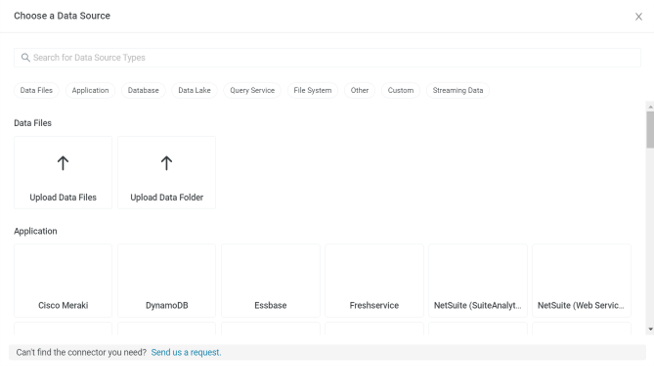 Choose a Data Source
X
Search for Data Source Types
Data Files
Application
Database
Data Lake
Query Service
File System
Other
Custom
Streaming Data
Data Files
Upload Data Files
Upload Data Folder
Application
Cisco Meraki
DynamoDB
Essbase
Freshservice
NetSuite (SuiteAnalyt...
NetSuite (Web Servic...
Can't find the connector you need? Send us a request.